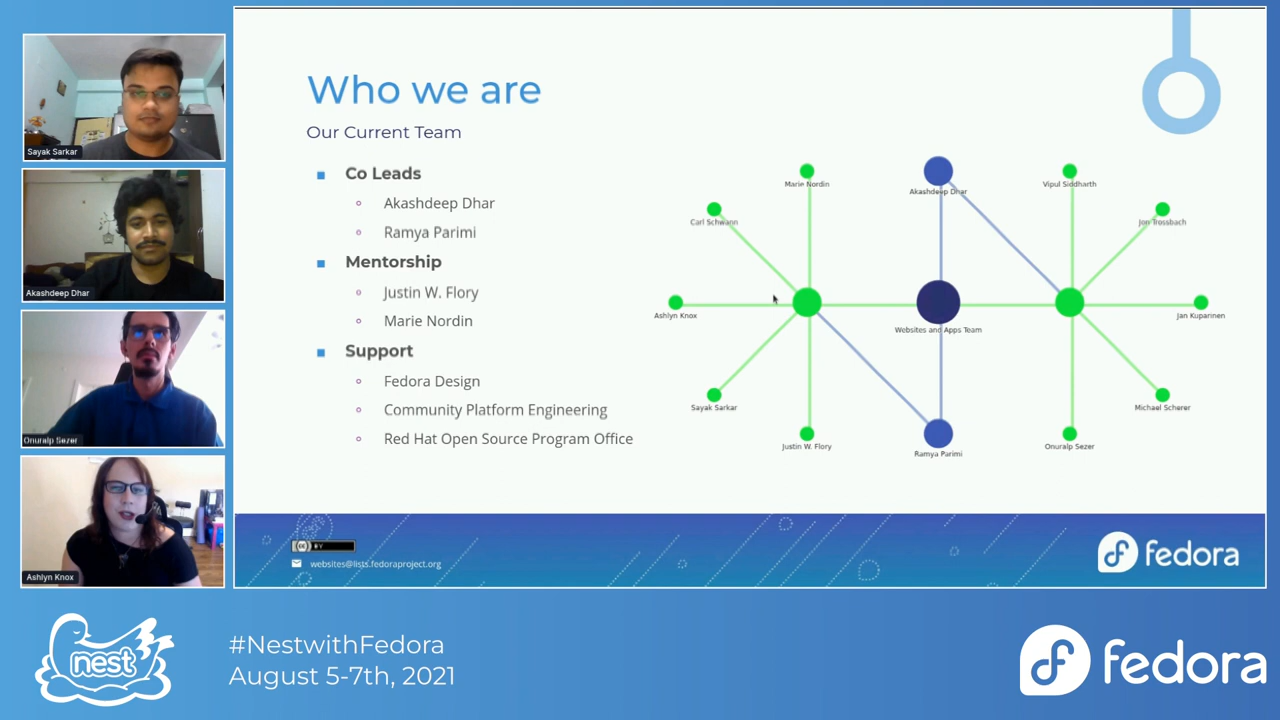 Sayak Sarkar
Akashdeep Dhar
Onuralp Sezer
Ashlyn Knox
Who we are
Our Current Team
Co Leads
Akashdeep Dhar
Ramya Parimi
Mentorship
Justin W. Flory
Marie Nordin
Support
Fedora Design
Community Platform Engineering
Red Hat Open Source Program Office
Marie Nordin
Akashdeep Dhar
Vipul Siddharth
Carl Schwann
Jon Trossbach
Ashlyn Knox
Websites and Apps Team
Jan Kuparinen
Sayak Sarkar
Michael Scherer
Justin W. Flory
Ramya Parimi
Onuralp Sezer
cc BY
websites@lists.fedoraproject.org
fedora
nest
#NestwithFedora
August 5-7th, 2021
fedora